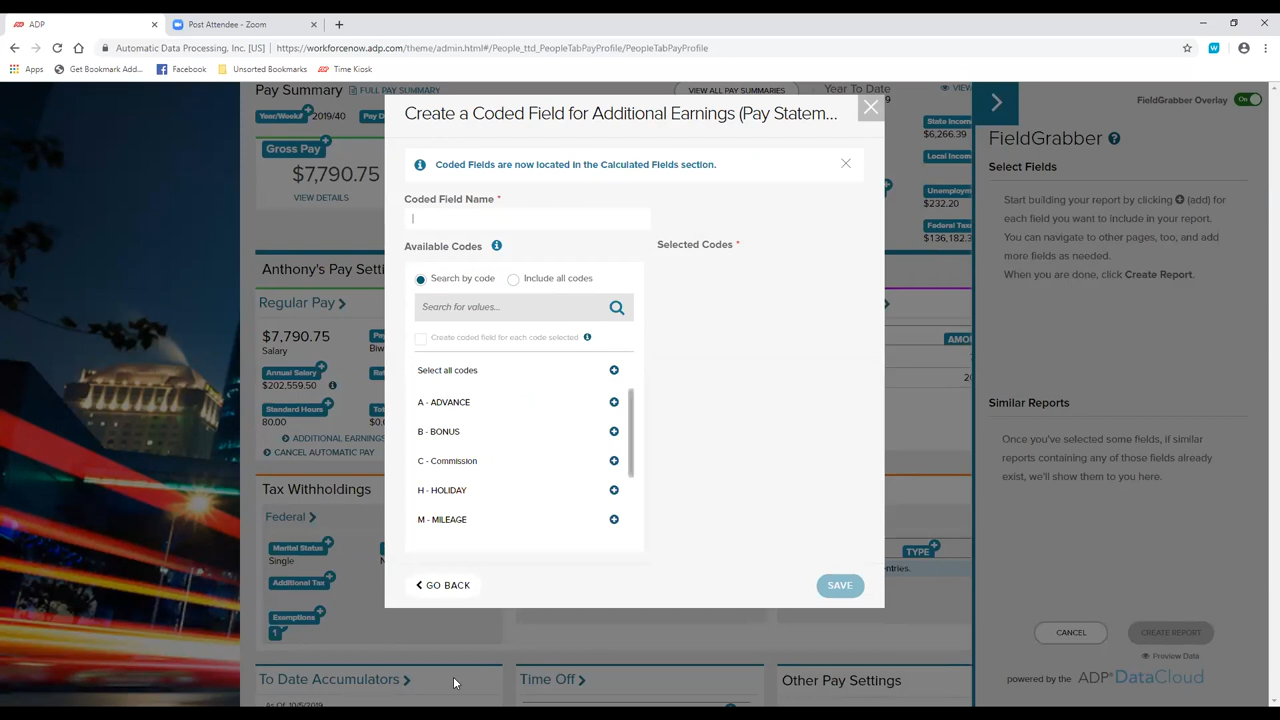 ADP
Post Attendee - Zoom
Automatic Data Processing, Inc. [US]
https://workforcenow.adp.com/theme/admin.html#/People_ttd_PeopleTabPayProfile/PeopleTabPayProfile
Apps
Get Bookmark Add...
Facebook
Unsorted Bookmarks
Time Kiosk
Pay Summary
FULL PAY SUMMARY
VIEW ALL PAY SUMMARIES
Year To Date
VIEW
Year/Week#
2019/40
Pay D
Gross Pay
$7,790.75
VIEW DETAILS
State Income
$6,266.39
Local Income
Unemploym
$232.20
Federal Tax
$136,182.3
Anthony's Pay Setti
Regular Pay
$7,790.75
Salary
Biw
Annual Salary
$202,559.50
Standard Hours
80.00
$0.0
ADDITIONAL EARNINGS
CANCEL AUTOMATIC PAY
AMOU
20
Tax Withholdings
Federal
Marital Status
Single
Additional Tax
Exemptions
1
TYPE
entries.
To Date Accumulators
As Of: 10/5/2019
Time Off
Other Pay Settings
Create a Coded Field for Additional Earnings (Pay Statem...
Coded Fields are now located in the Calculated Fields section.
Coded Field Name *
Available Codes
Selected Codes *
Search by code
Include all codes
Search for values...
Create coded field for each code selected
Select all codes
A - ADVANCE
B - BONUS
C - Commission
H - HOLIDAY
M - MILEAGE
GO BACK
SAVE
FieldGrabber Overlay
On
FieldGrabber
Select Fields
Start building your report by clicking (add) for
each field you want to include in your report.
You can navigate to other pages, too, and add
more fields as needed.
When you are done, click Create Report.
Similar Reports
Once you've selected some fields, if similar
reports containing any of those fields already
exist, we'll show them to you here.
CANCEL
CREATE REPORT
Preview Data
powered by the ADP DataCloud